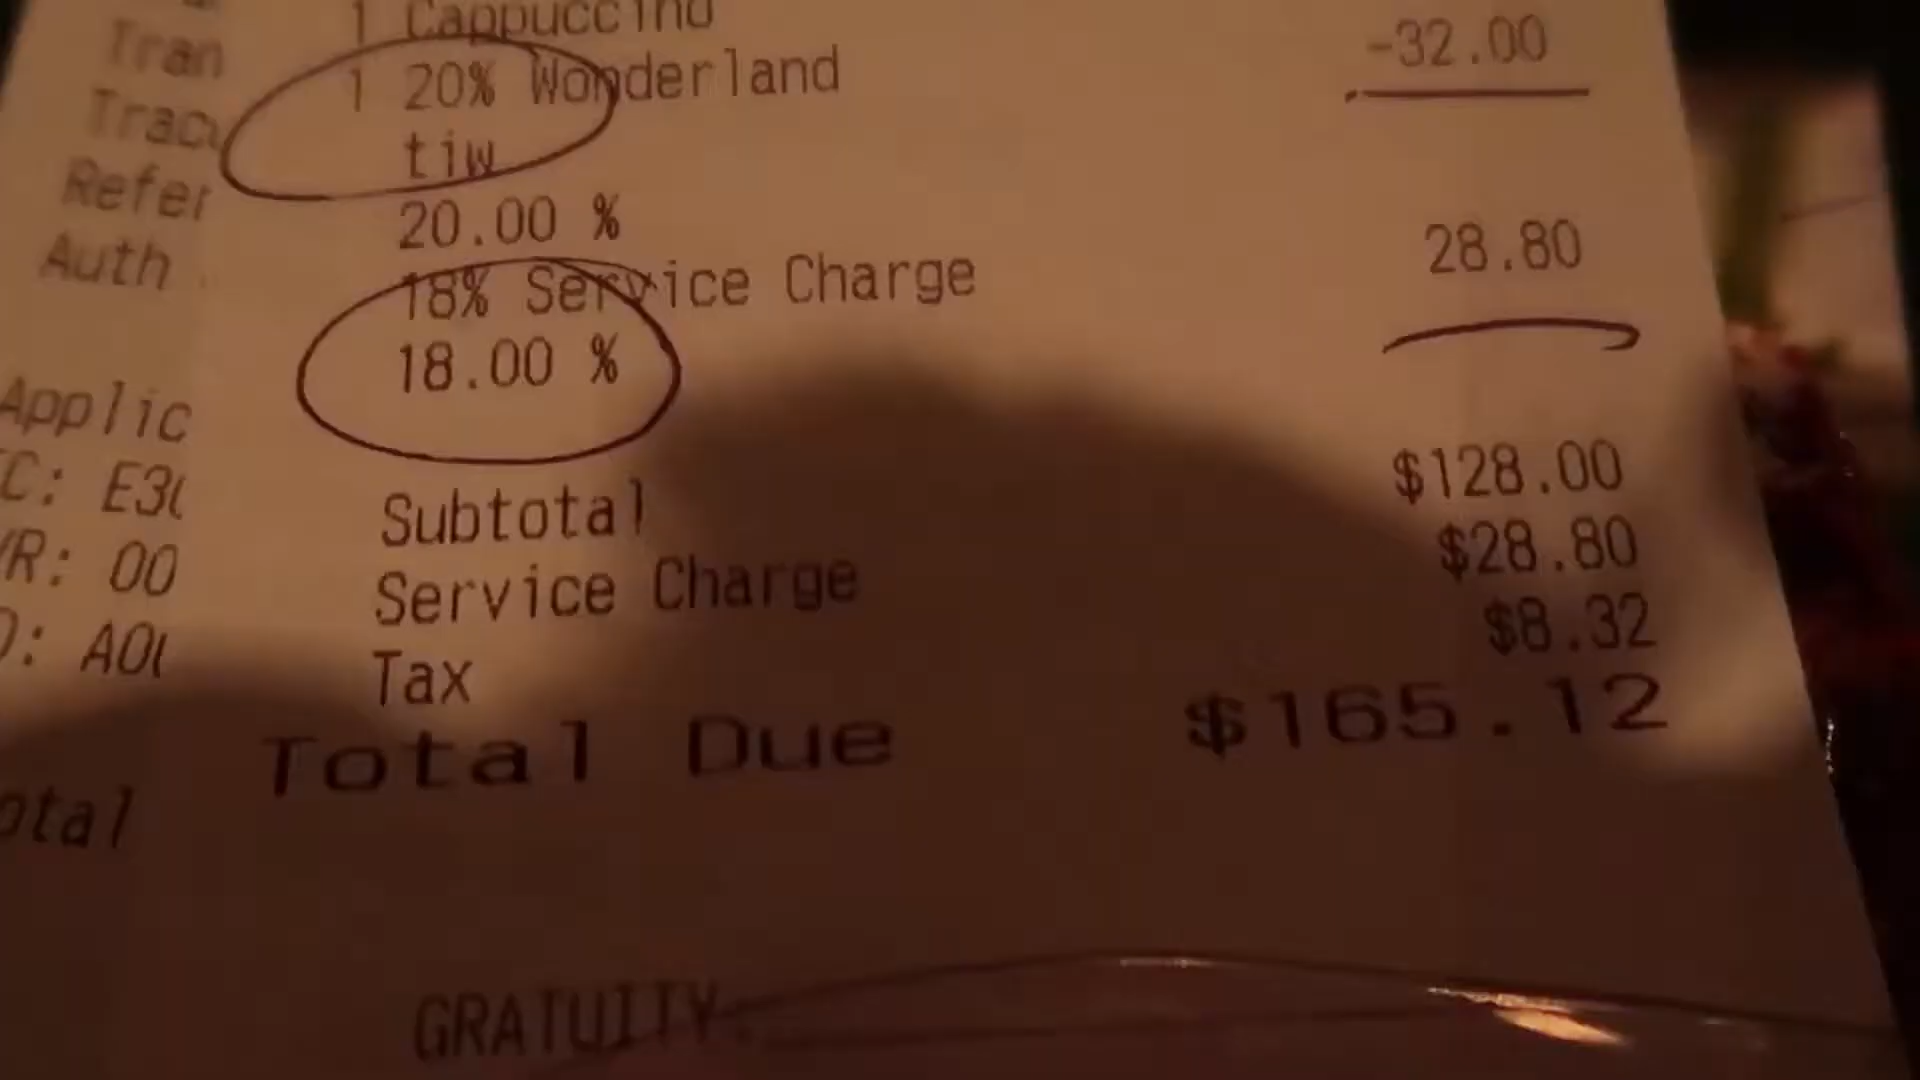 1 Cappuccino
Tran
1 20% Wonderland -32.00
Trac
tiw
Refer
20.00 %
Auth
18% Service Charge 28.80
18.00 %
Applic
C: E3
Subtotal $128.00
R: 00
Service Charge $28.80
: A0
Tax $8.32
Total Due $165.12
otal
GRATUITY: